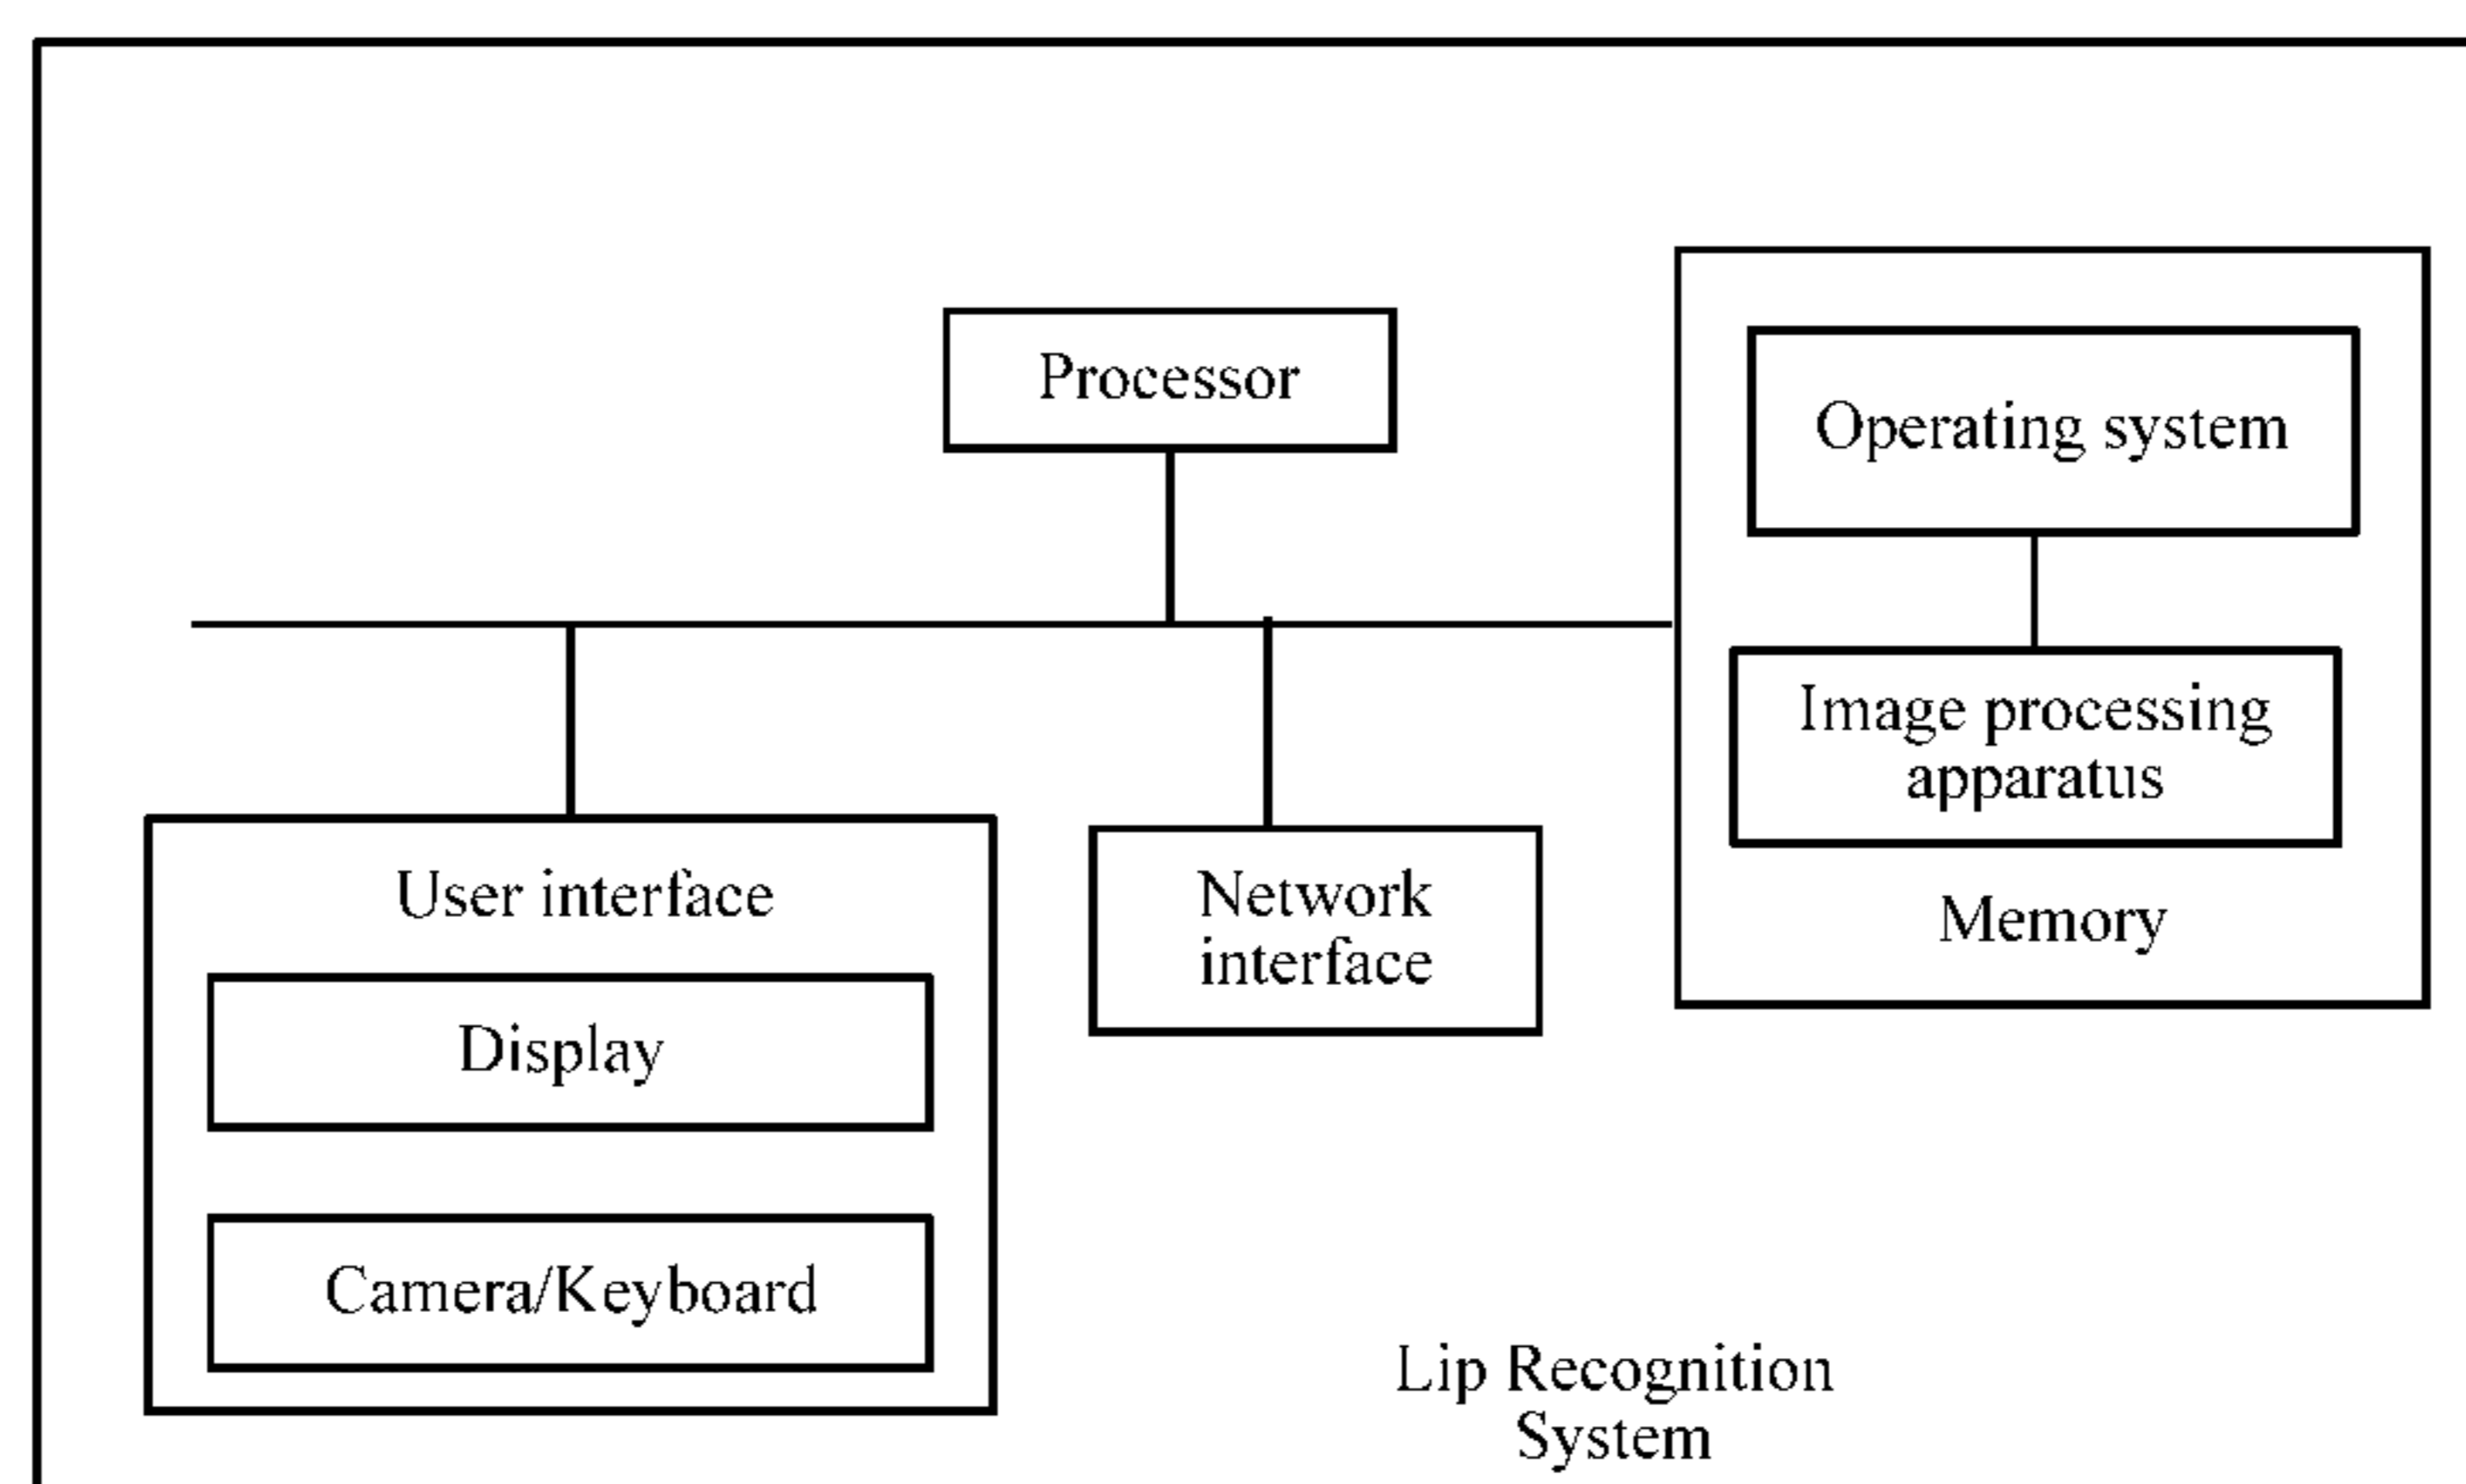 Processor
Operating system
Image processing
apparatus
Memory
User interface
Display
Camera/Keyboard
Network
interface
Lip Recognition
System